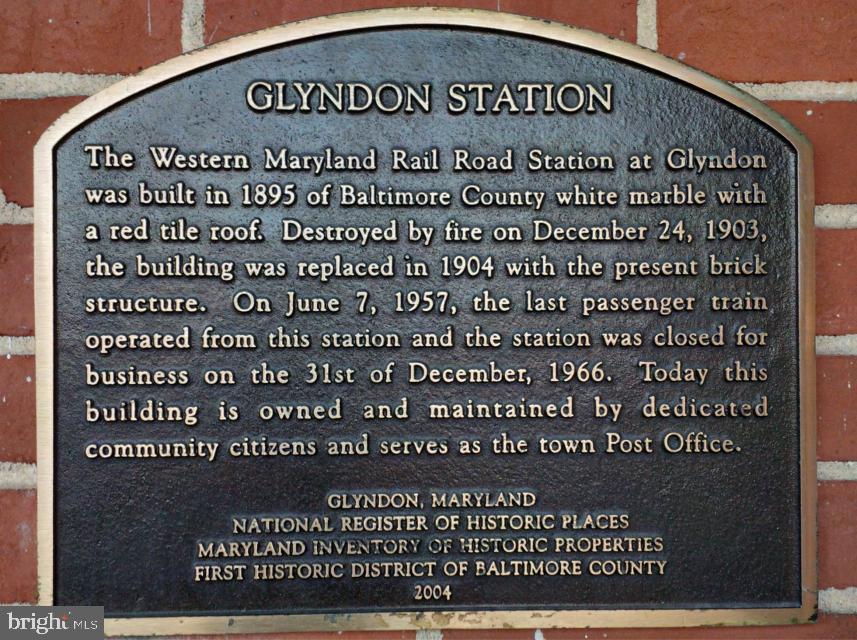 GLYNDON STATION
The Western Maryland Rail Road Station at Glyndon
was built in 1895 of Baltimore County white marble with
a red tile roof. Destroyed by fire on December 24, 1903,
the building was replaced in 1904 with the present brick
structure. On June 7, 1957, the last passenger train
operated from this station and the station was closed for
business on the 31st of December, 1966. Today this
building is owned and maintained by dedicated
community citizens and serves as the town Post Office.
GLYNDON, MARYLAND
NATIONAL REGISTER OF HISTORIC PLACES
MARYLAND INVENTORY OF HISTORIC PROPERTIES
FIRST HISTORIC DISTRICT OF BALTIMORE COUNTY
2004
bright MLS